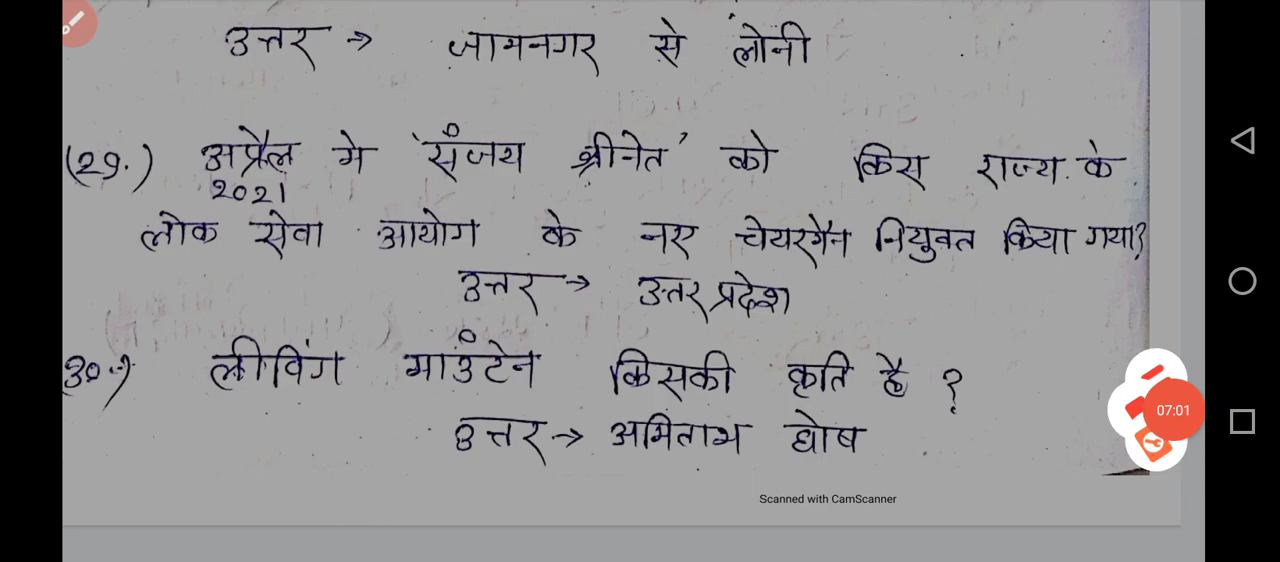 उत्तर → जामनगर से लोनी
(29.) अप्रैल मे 'संजय श्रीनेत' को किस राज्य के
2021
लोक सेवा आयोग के नए चेयरमैन नियुक्त किया गया?
उत्तर → उत्तर प्रदेश
30.) लीविंग माउंटेन किसकी कृति है ?
उत्तर → अमिताभ घोष
07:01
Scanned with CamScanner